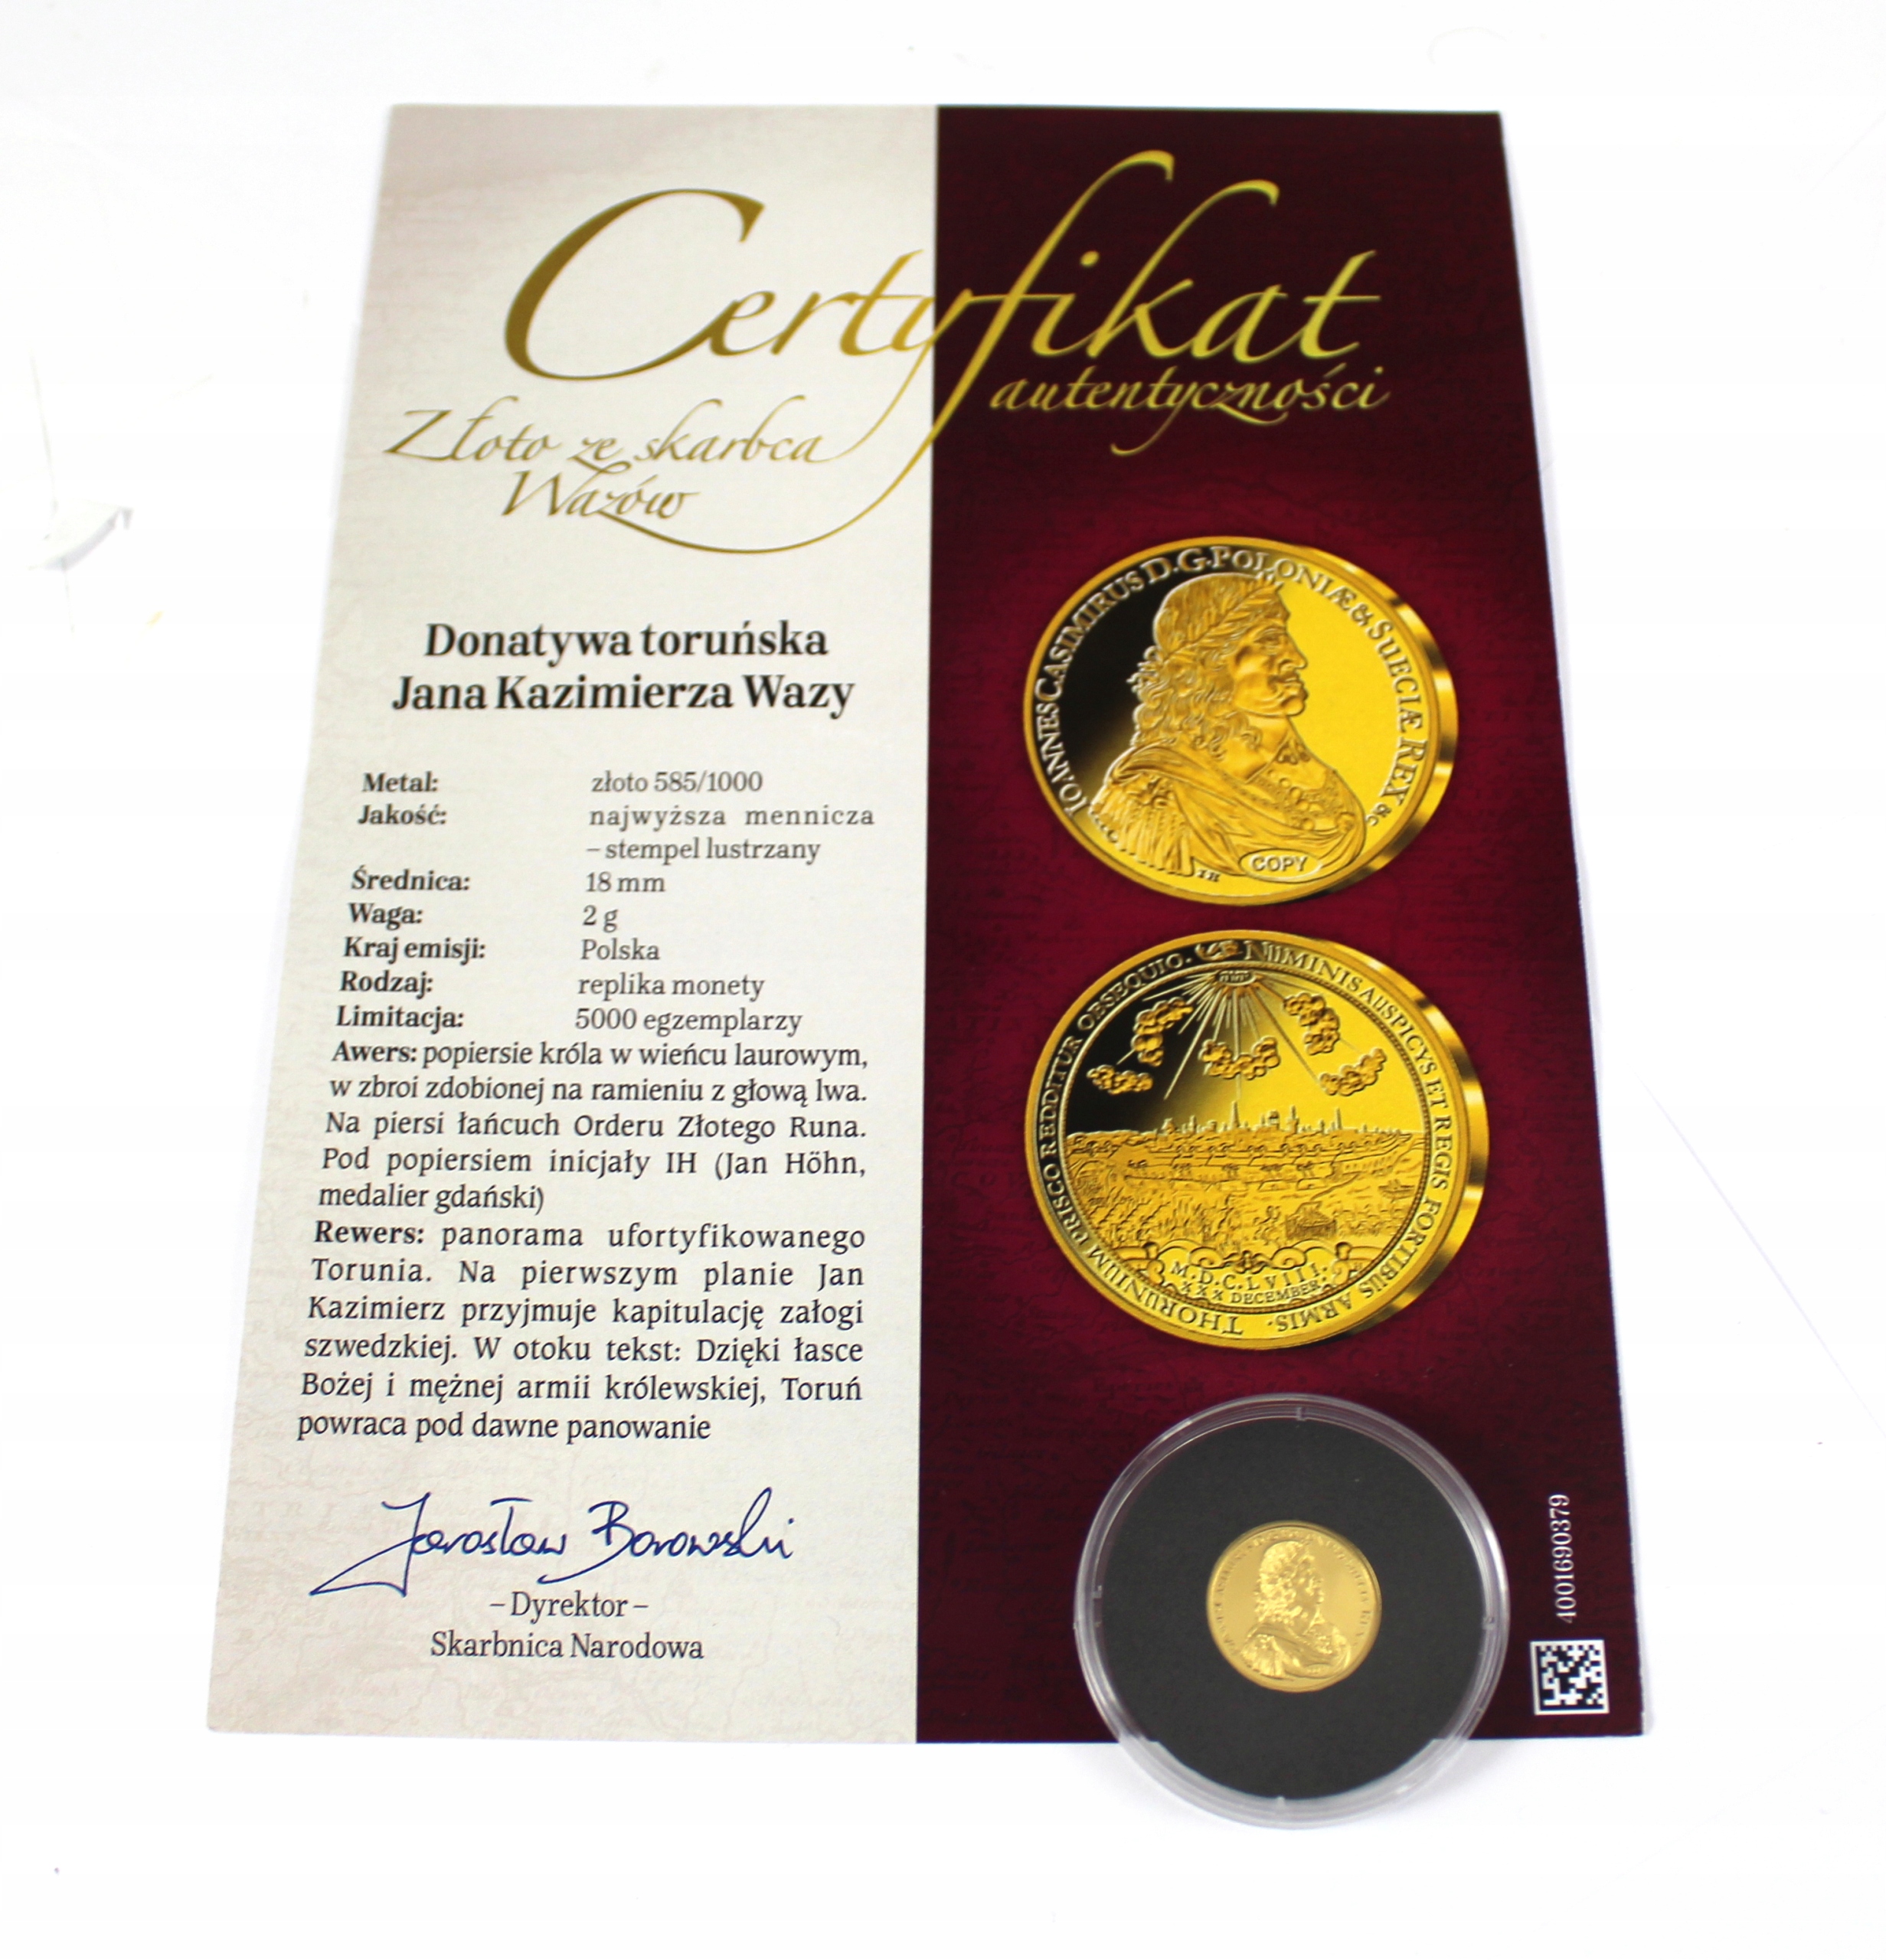 Certyfikat
autentyczności
Złoto ze skarbca
Wazów
Donatywa toruńska
Jana Kazimierza Wazy
Metal: złoto 585/1000
Jakość: najwyższa mennicza
– stempel lustrzany
Średnica: 18 mm
Waga: 2 g
Kraj emisji: Polska
Rodzaj: replika monety
Limitacja: 5000 egzemplarzy
Awers: popiersie króla w wieńcu laurowym,
w zbroi zdobionej na ramieniu z głową lwa.
Na piersi łańcuch Orderu Złotego Runa.
Pod popiersiem inicjały IH (Jan Höhn,
medalier gdański)
Rewers: panorama ufortyfikowanego
Torunia. Na pierwszym planie Jan
Kazimierz przyjmuje kapitulację załogi
szwedzkiej. W otoku tekst: Dzięki łasce
Bożej i mężnej armii królewskiej, Toruń
powraca pod dawne panowanie
Jarosław Borowski
– Dyrektor –
Skarbnica Narodowa
IOANNES CASIMIRUS D.G. POLONIÆ & SUECIÆ REX &c
IH
COPY
NUMINIS AUSPICYS ET REGIS FORTIBUS ARMIS.
THORUNIUM PRISCO REDDITUR OBSEQUIO.
M.D.C.LVIII.
XXX DECEMBER.
4001690379